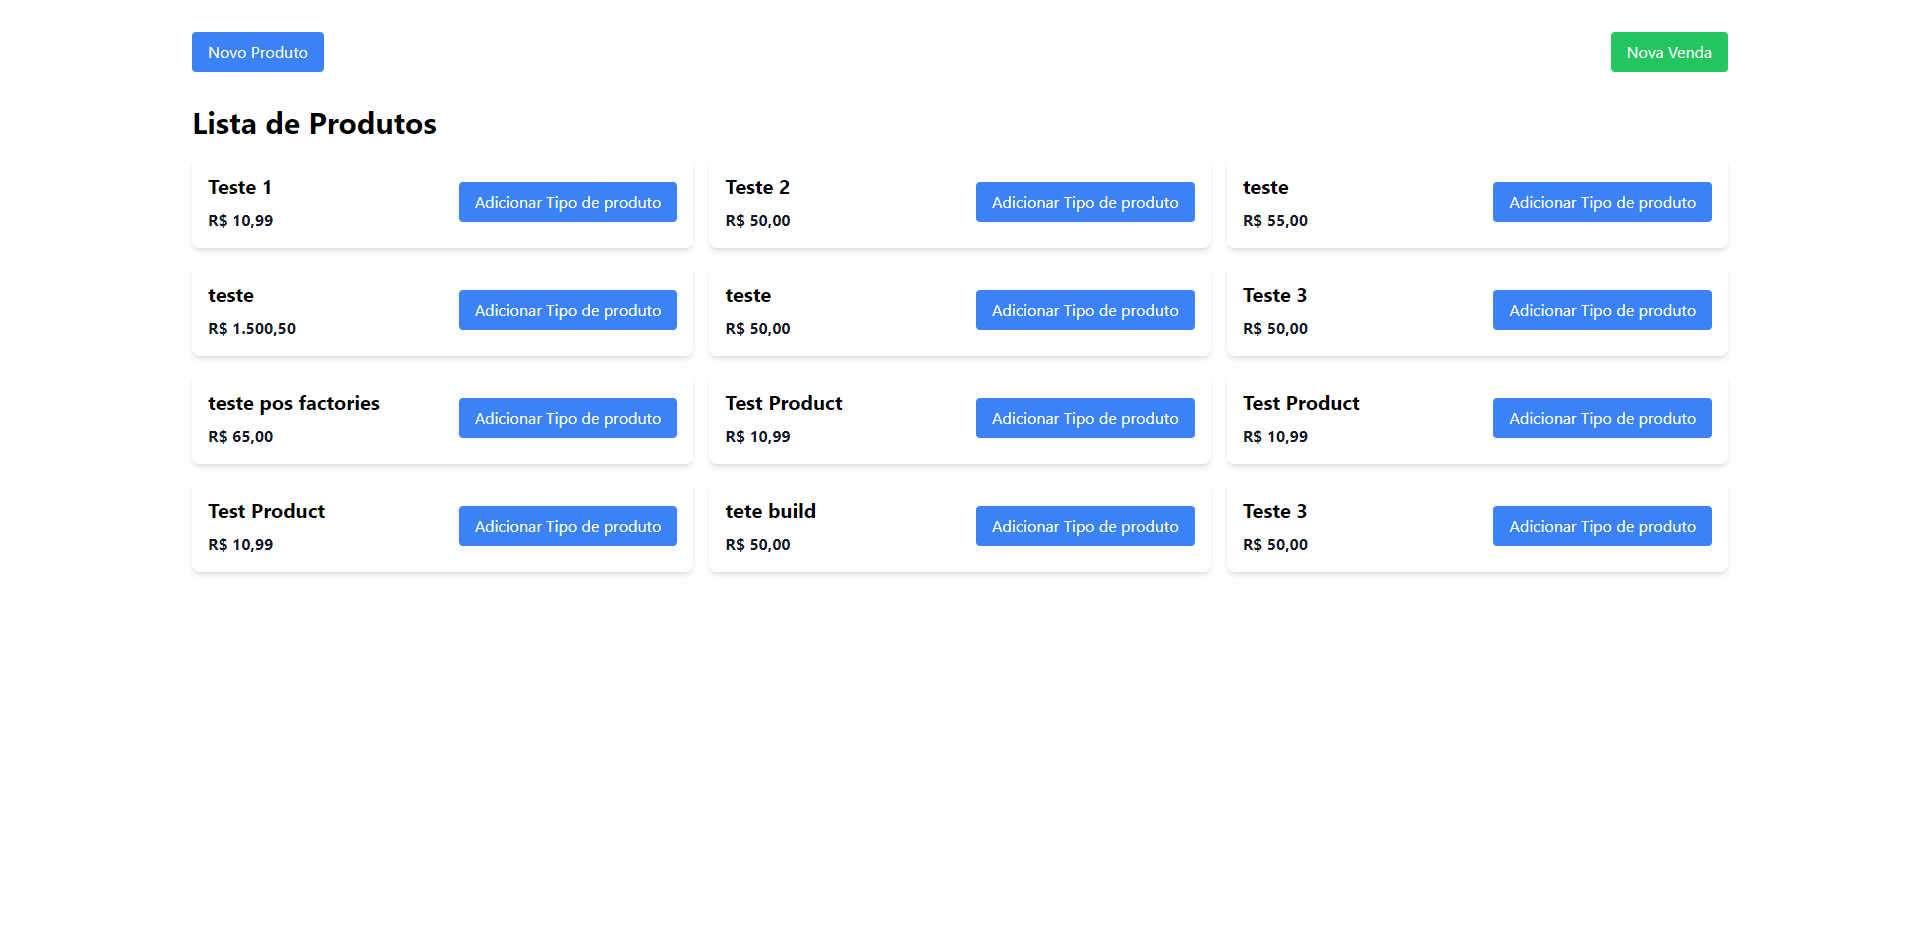 Novo Produto
Nova Venda
Lista de Produtos
Teste 1
R$ 10,99
Adicionar Tipo de produto
Teste 2
R$ 50,00
Adicionar Tipo de produto
teste
R$ 55,00
Adicionar Tipo de produto
teste
R$ 1.500,50
Adicionar Tipo de produto
teste
R$ 50,00
Adicionar Tipo de produto
Teste 3
R$ 50,00
Adicionar Tipo de produto
teste pos factories
R$ 65,00
Adicionar Tipo de produto
Test Product
R$ 10,99
Adicionar Tipo de produto
Test Product
R$ 10,99
Adicionar Tipo de produto
Test Product
R$ 10,99
Adicionar Tipo de produto
tete build
R$ 50,00
Adicionar Tipo de produto
Teste 3
R$ 50,00
Adicionar Tipo de produto